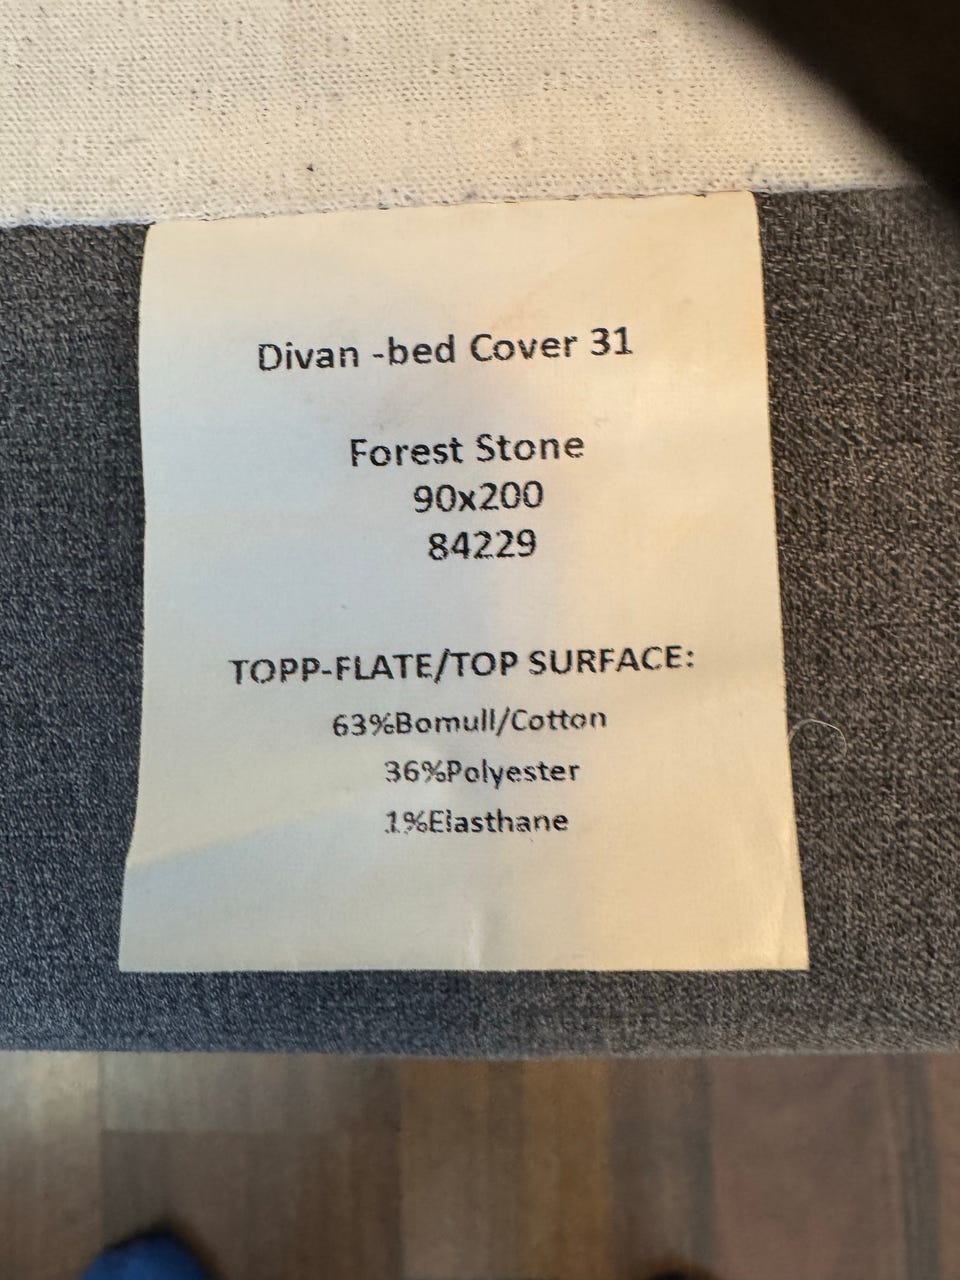 Divan -bed Cover 31
Forest Stone
90x200
84229
TOPP-FLATE/TOP SURFACE:
63%Bomull/Cotton
36%Polyester
1%Elasthane